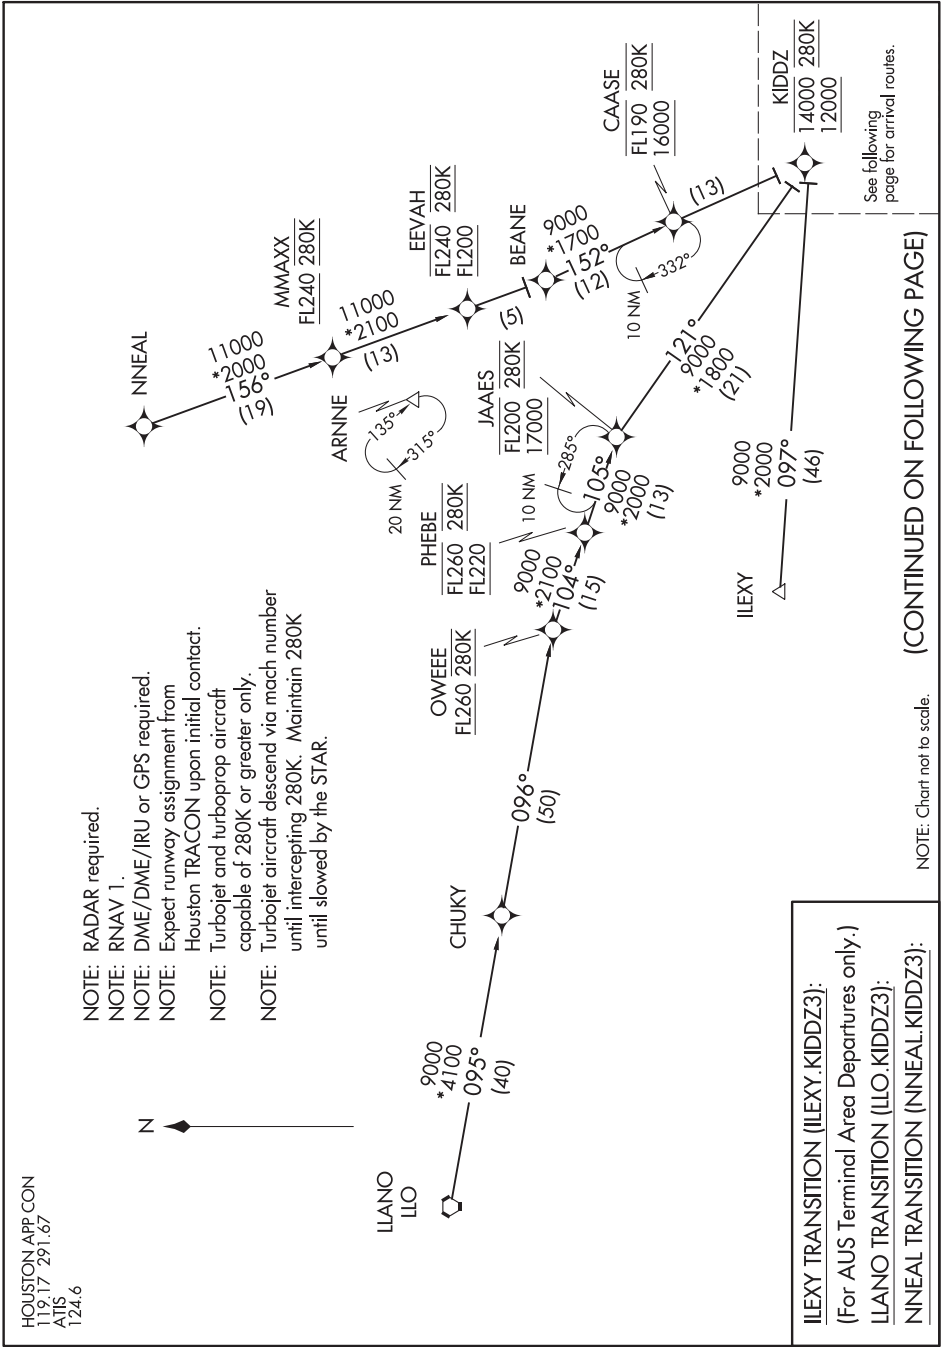 HOUSTON APP CON
119.17 291.67
ATIS
124.6
N
NOTE: RADAR required.
NOTE: RNAV 1.
NOTE: DME/DME/IRU or GPS required.
NOTE: Expect runway assignment from
Houston TRACON upon initial contact.
NOTE: Turbojet and turboprop aircraft
capable of 280K or greater only.
NOTE: Turbojet aircraft descend via mach number
until intercepting 280K. Maintain 280K
until slowed by the STAR.
NNEAL
11000
*2000
156°
(19)
MMAXX
FL240 280K
11000
*2100
(13)
EEVAH
FL240 280K
FL200
(5)
BEANE
9000
*1700
152°
(12)
CAASE
FL190 280K
16000
10 NM
332°
(13)
KIDDZ
14000 280K
12000
See following
page for arrival routes.
ARNNE
135°
315°
20 NM
LLANO
LLO
9000
*4100
095°
(40)
CHUKY
096°
(50)
OWEEE
FL260 280K
9000
*2100
104°
(15)
PHEBE
FL260 280K
FL220
10 NM
285°
105°
9000
*2000
(13)
JAAES
FL200 280K
17000
121°
9000
*1800
(21)
ILEXY
9000
*2000
097°
(46)
(CONTINUED ON FOLLOWING PAGE)
NOTE: Chart not to scale.
ILEXY TRANSITION (ILEXY.KIDDZ3):
(For AUS Terminal Area Departures only.)
LLANO TRANSITION (LLO.KIDDZ3):
NNEAL TRANSITION (NNEAL.KIDDZ3):